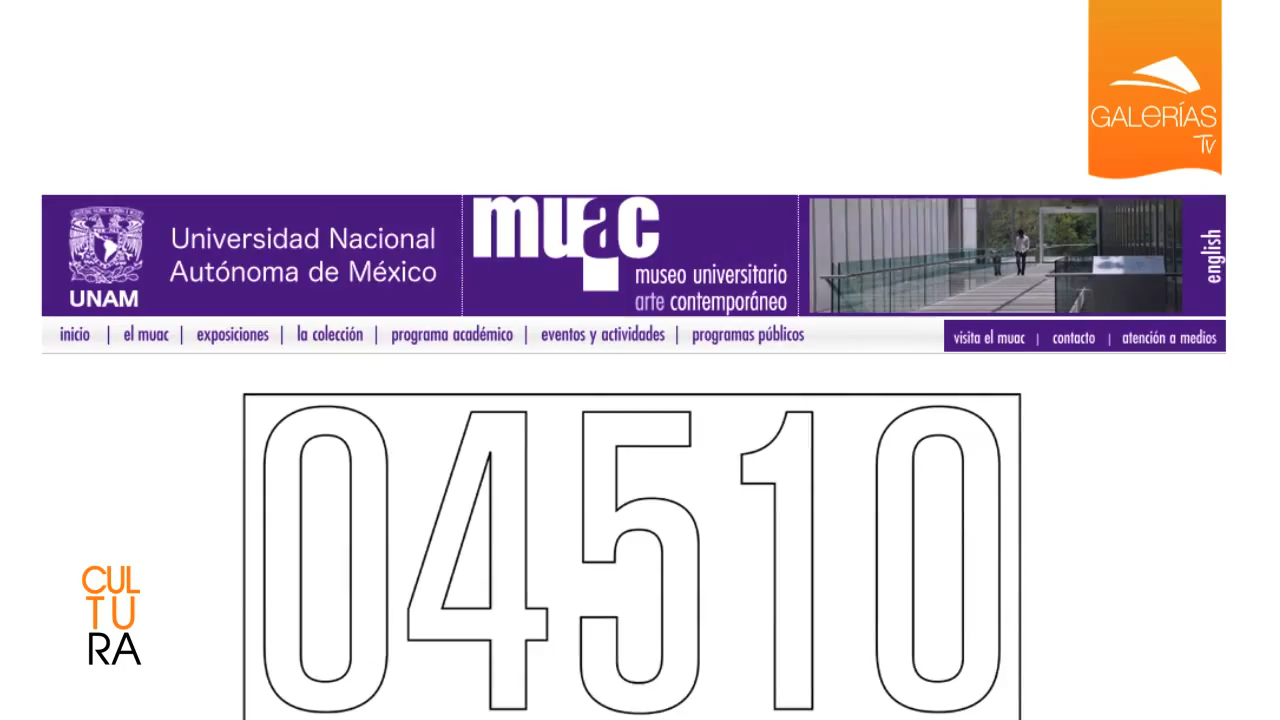 GALERÍAS
Tv
Universidad Nacional
Autónoma de México
UNAM
muac
museo universitario
arte contemporáneo
english
inicio | el muac | exposiciones | la colección | programa académico | eventos y actividades | programas públicos
visita el muac | contacto | atención a medios
04510
CUL
TU
RA